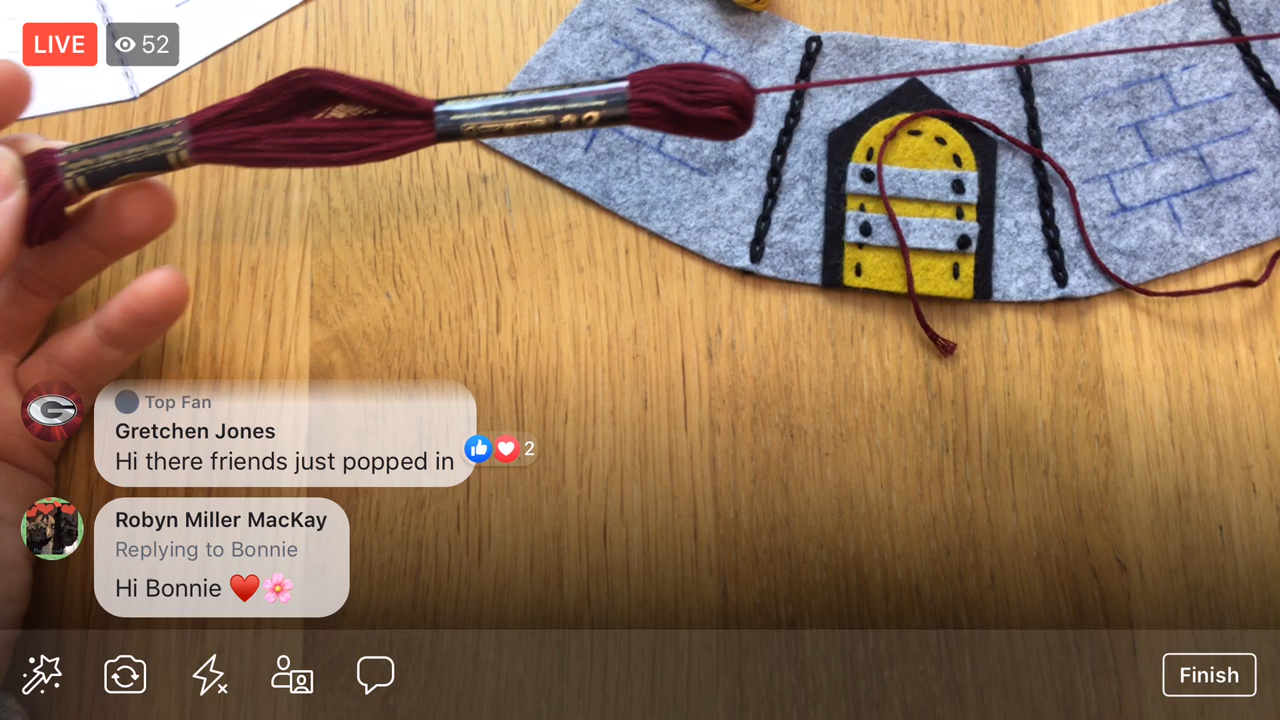 LIVE
52
Top Fan
Gretchen Jones
Hi there friends just popped in
2
Robyn Miller MacKay
Replying to Bonnie
Hi Bonnie ♥️🌸
Finish